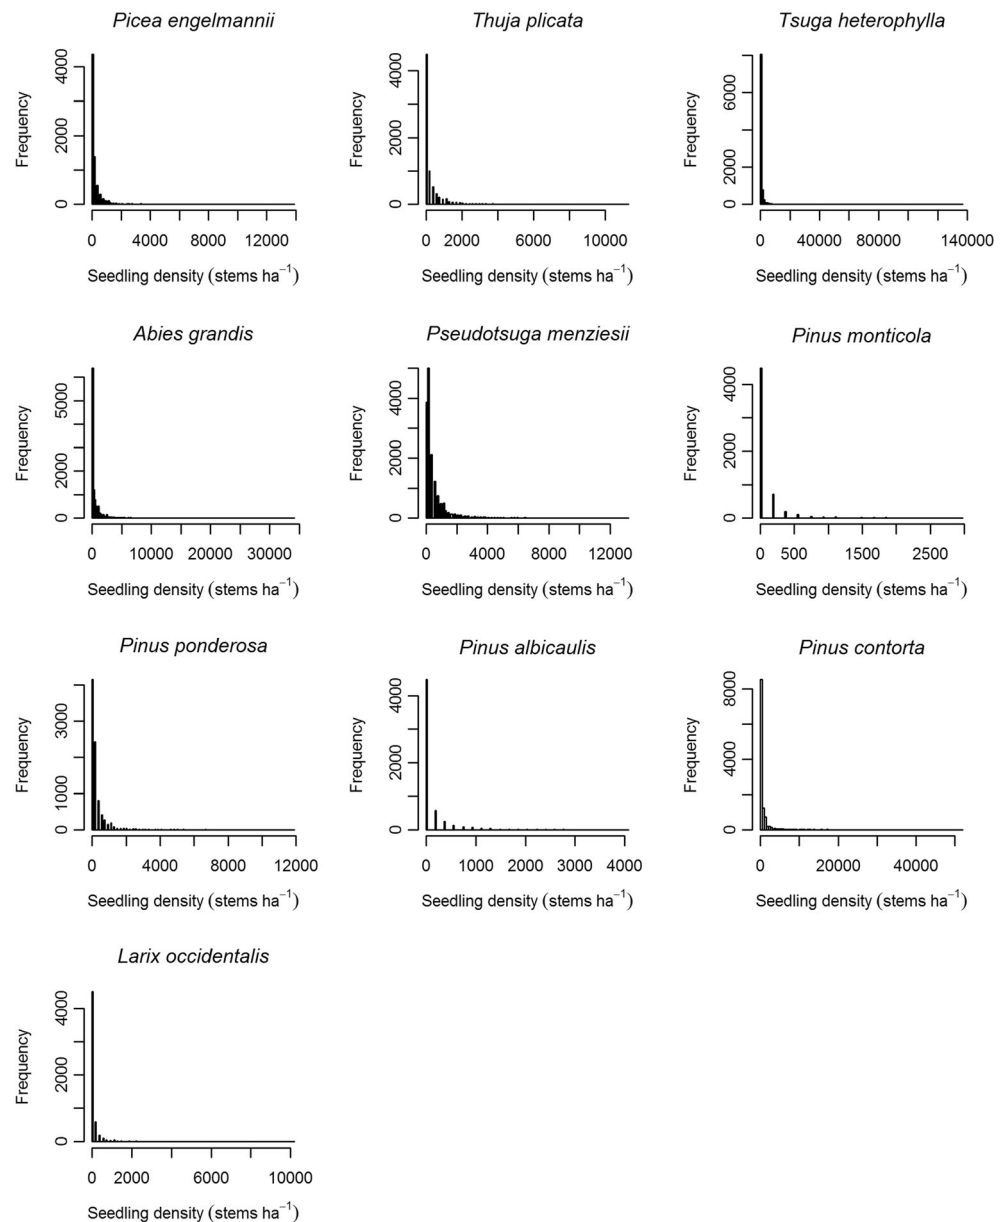 Picea engelmannii
Thuja plicata
Tsuga heterophylla
Frequency
0 2000 4000
0 4000 8000 12000
Seedling density (stems ha⁻¹)
Frequency
0 2000 4000
0 2000 6000 10000
Seedling density (stems ha⁻¹)
Frequency
0 2000 6000
0 40000 80000 140000
Seedling density (stems ha⁻¹)
Abies grandis
Pseudotsuga menziesii
Pinus monticola
Frequency
0 2000 5000
0 10000 20000 30000
Seedling density (stems ha⁻¹)
Frequency
0 2000 4000
0 4000 8000 12000
Seedling density (stems ha⁻¹)
Frequency
0 2000 4000
0 500 1500 2500
Seedling density (stems ha⁻¹)
Pinus ponderosa
Pinus albicaulis
Pinus contorta
Frequency
0 1000 3000
0 4000 8000 12000
Seedling density (stems ha⁻¹)
Frequency
0 2000 4000
0 1000 2000 3000 4000
Seedling density (stems ha⁻¹)
Frequency
0 4000 8000
0 20000 40000
Seedling density (stems ha⁻¹)
Larix occidentalis
Frequency
0 2000 4000
0 2000 6000 10000
Seedling density (stems ha⁻¹)